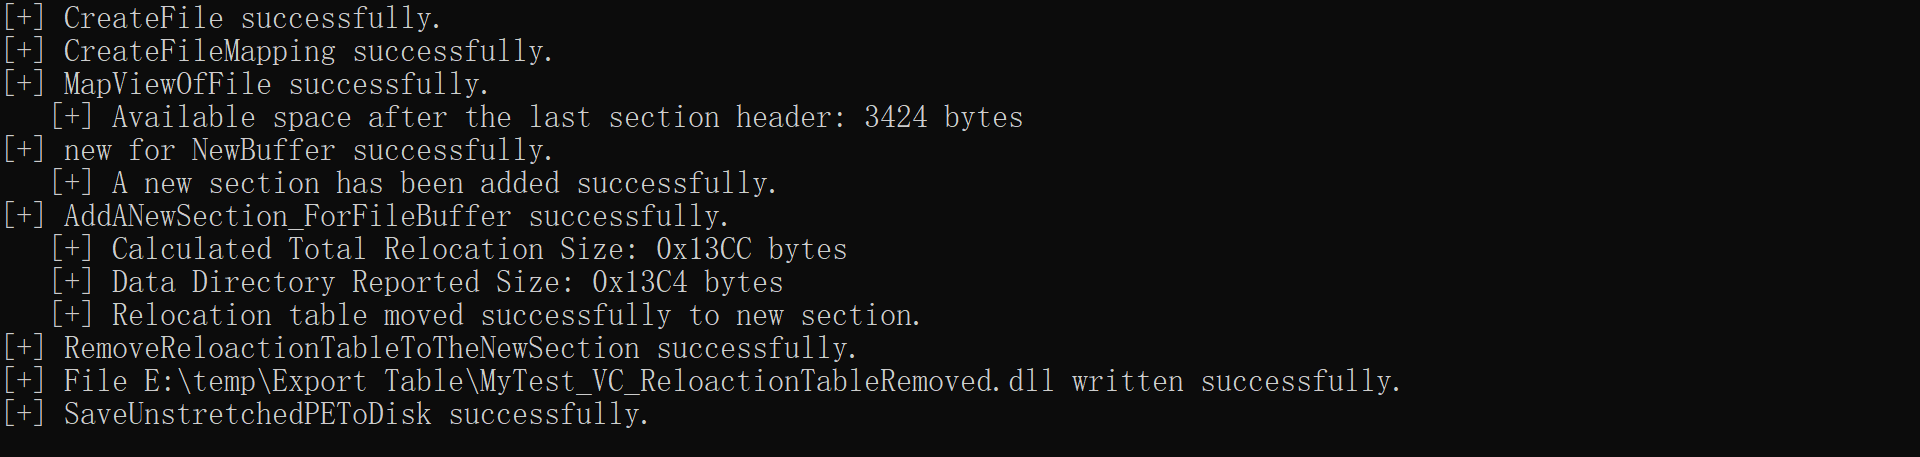 [+] CreateFile successfully.
[+] CreateFileMapping successfully.
[+] MapViewOfFile successfully.
[+] Available space after the last section header: 3424 bytes
[+] new for NewBuffer successfully.
[+] A new section has been added successfully.
[+] AddANewSection_ForFileBuffer successfully.
[+] Calculated Total Relocation Size: 0x13CC bytes
[+] Data Directory Reported Size: 0x13C4 bytes
[+] Relocation table moved successfully to new section.
[+] RemoveReloactionTableToTheNewSection successfully.
[+] File E:\temp\Export Table\MyTest_VC_ReloactionTableRemoved.dll written successfully.
[+] SaveUnstretchedPEToDisk successfully.